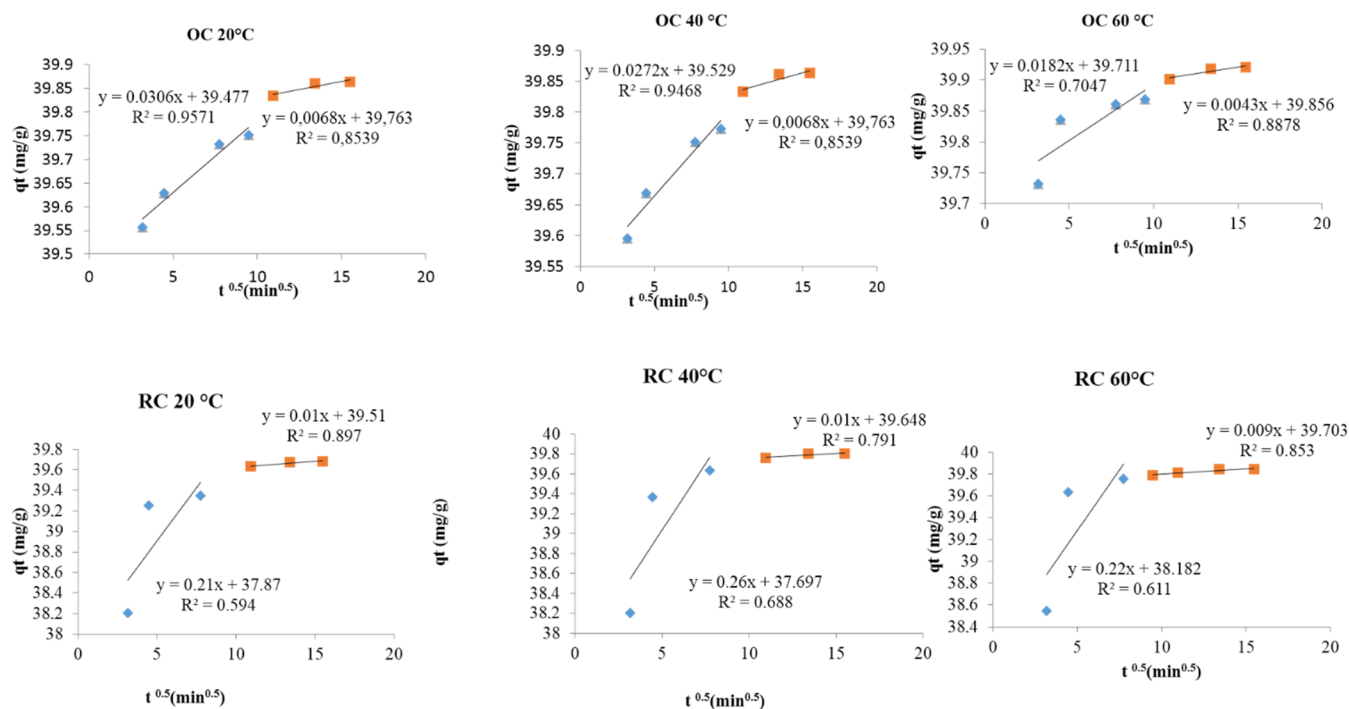 OC 20°C
qt (mg/g)
39.9
39.85
39.8
39.75
39.7
39.65
39.6
39.55
39.5
y = 0.0306x + 39.477
R² = 0.9571
y = 0,0068x + 39,763
R² = 0,8539
0 5 10 15 20
t 0.5(min0.5)
OC 40 °C
qt (mg/g)
39.9
39.85
39.8
39.75
39.7
39.65
39.6
39.55
y = 0.0272x + 39.529
R² = 0.9468
y = 0,0068x + 39,763
R² = 0,8539
0 5 10 15 20
t 0.5(min0.5)
OC 60 °C
qt (mg/g)
39.95
39.9
39.85
39.8
39.75
39.7
y = 0.0182x + 39.711
R² = 0.7047
y = 0.0043x + 39.856
R² = 0.8878
0 5 10 15 20
t 0.5(min0.5)
RC 20 °C
qt (mg/g)
39.8
39.6
39.4
39.2
39
38.8
38.6
38.4
38.2
38
y = 0.01x + 39.51
R² = 0.897
y = 0.21x + 37.87
R² = 0.594
0 5 10 15 20
t 0.5(min0.5)
RC 40°C
qt (mg/g)
40
39.8
39.6
39.4
39.2
39
38.8
38.6
38.4
38.2
38
y = 0.01x + 39.648
R² = 0.791
y = 0.26x + 37.697
R² = 0.688
0 5 10 15 20
t 0.5(min0.5)
RC 60°C
qt (mg/g)
40
39.8
39.6
39.4
39.2
39
38.8
38.6
38.4
y = 0.009x + 39.703
R² = 0.853
y = 0.22x + 38.182
R² = 0.611
0 5 10 15 20
t 0.5(min0.5)